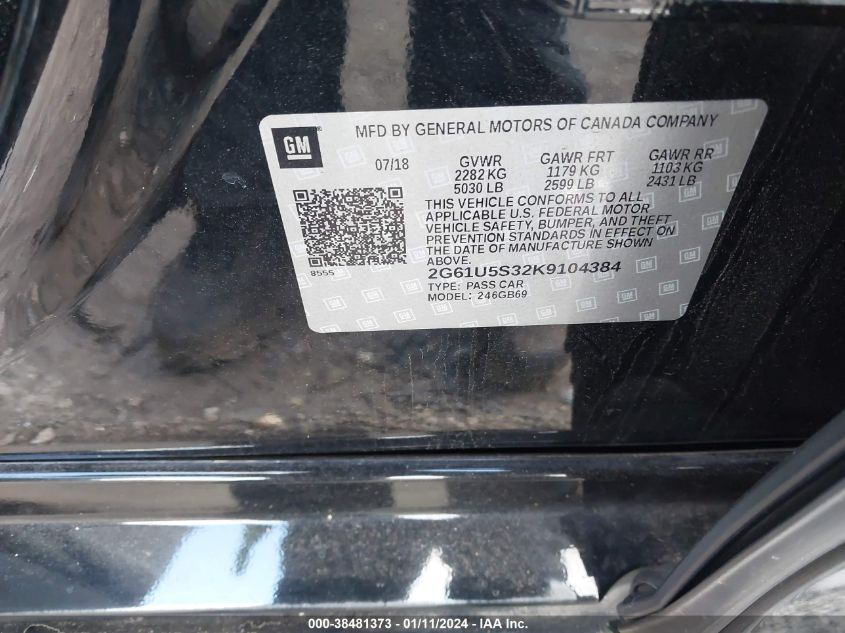 GM
MFD BY GENERAL MOTORS OF CANADA COMPANY
07/18
GVWR GAWR FRT GAWR RR
2282 KG 1179 KG 1103 KG
5030 LB 2599 LB 2431 LB
THIS VEHICLE CONFORMS TO ALL
APPLICABLE U.S. FEDERAL MOTOR
VEHICLE SAFETY, BUMPER, AND THEFT
PREVENTION STANDARDS IN EFFECT ON
THE DATE OF MANUFACTURE SHOWN
ABOVE.
8555
2G61U5S32K9104384
TYPE: PASS CAR
MODEL: 246GB69
000-38481373 - 01/11/2024 - IAAI.com